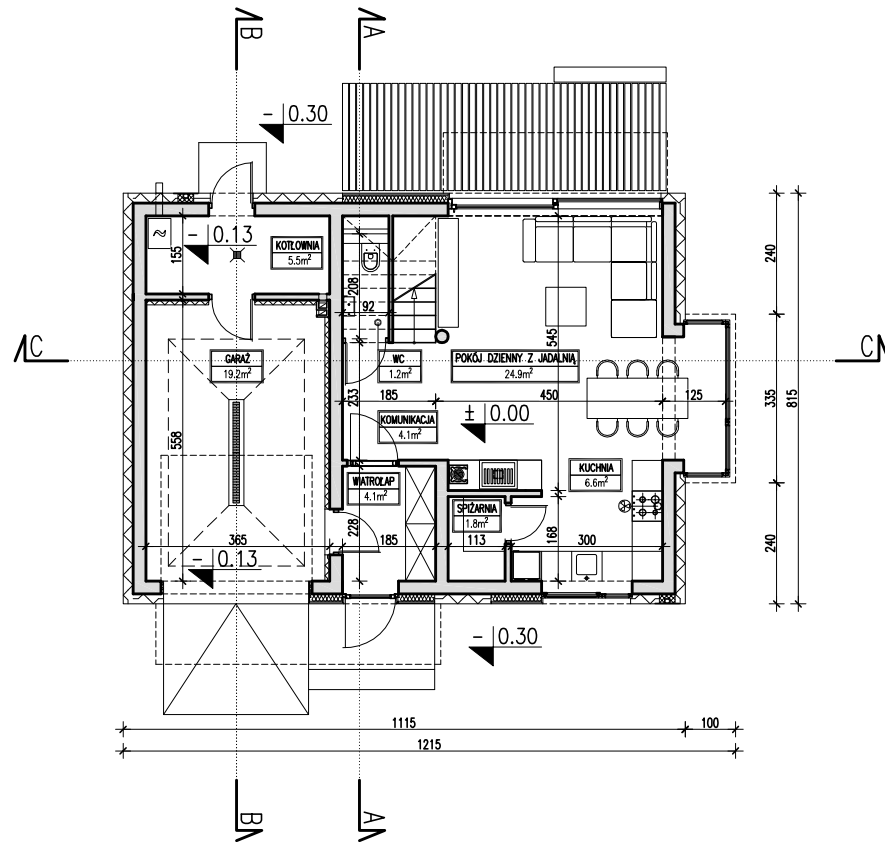 B
A
- 0.30
- 0.13
KOTŁOWNIA
5.5m²
155
240
208
92
C
C
GARAŻ
19.2m²
WC
1.2m²
POKÓJ DZIENNY Z JADALNIĄ
24.9m²
545
233
185
450
125
335
815
KOMUNIKACJA
4.1m²
± 0.00
558
WIATROŁAP
4.1m²
KUCHNIA
6.6m²
SPIŻARNIA
1.8m²
228
168
365
185
113
300
240
- 0.13
- 0.30
1115
100
1215
B
A